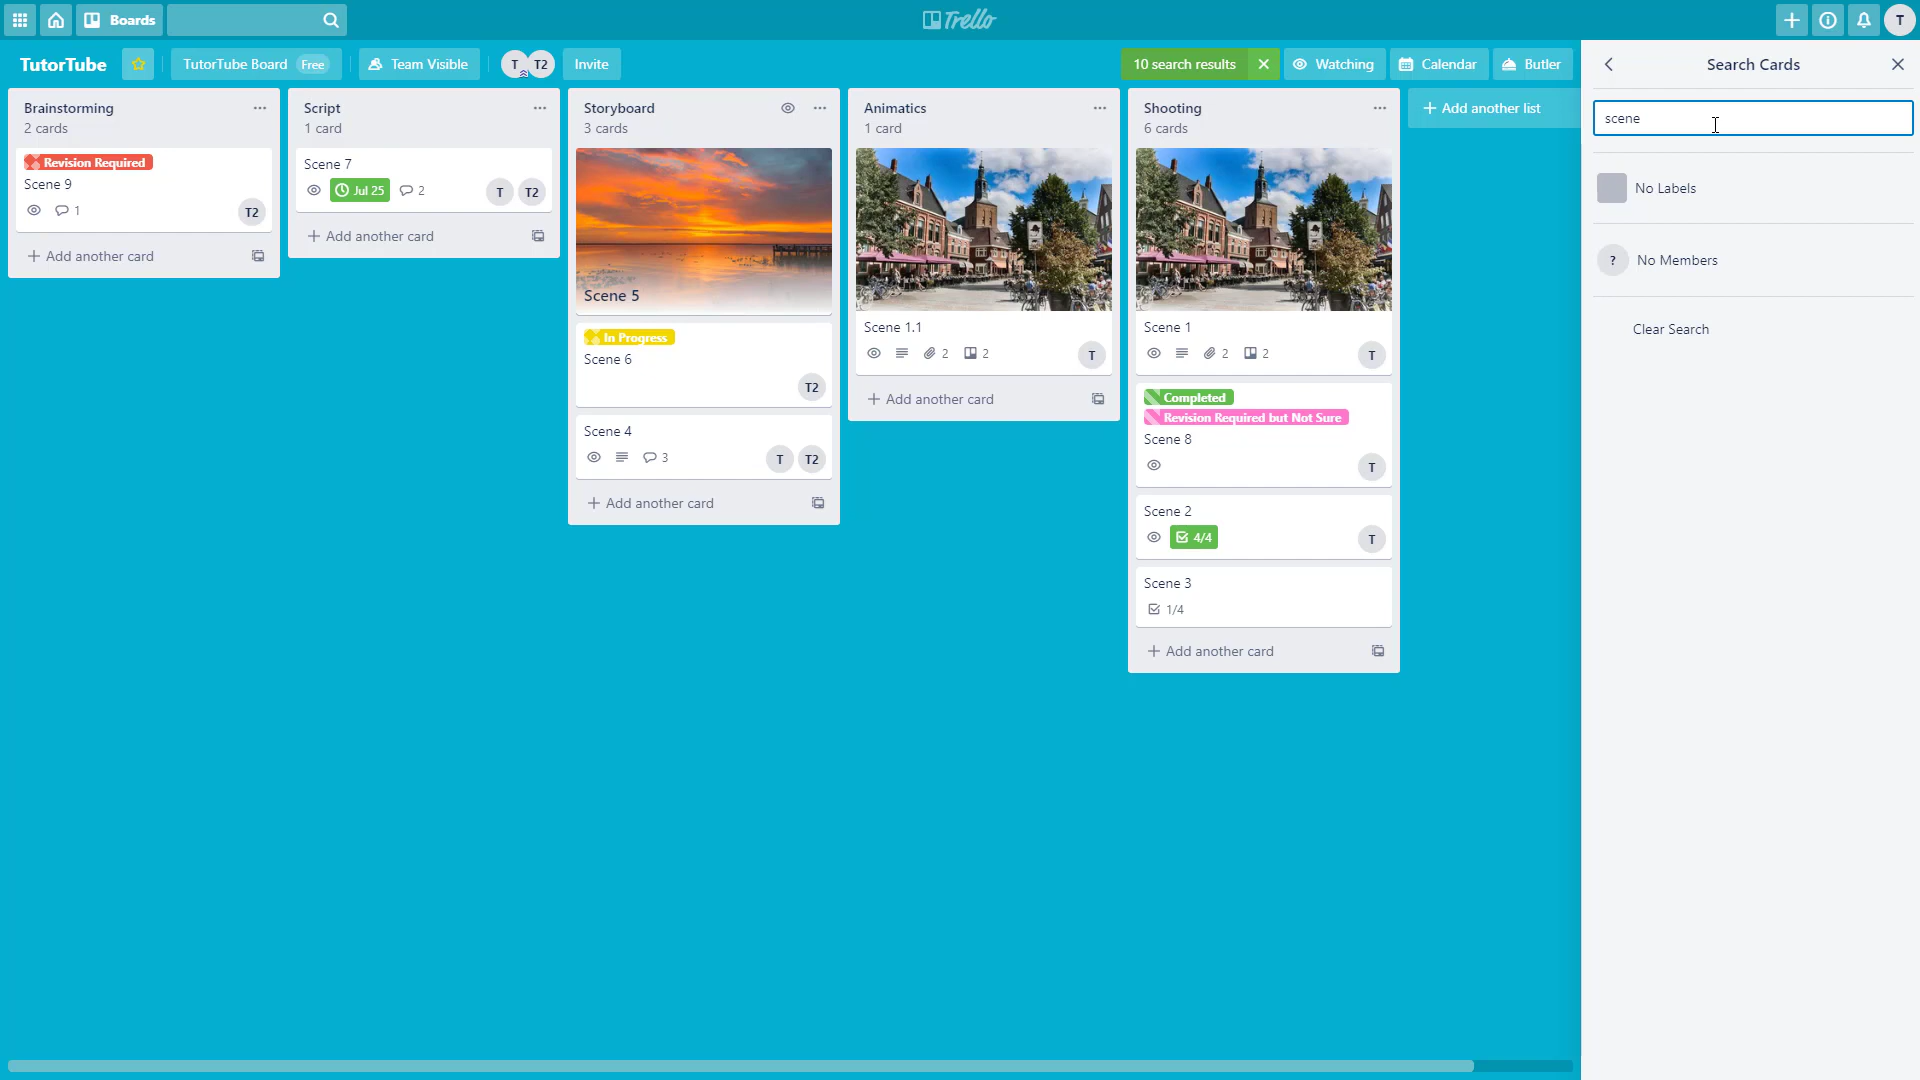 Boards
Trello
T
TutorTube
TutorTube Board Free
Team Visible
T T2
Invite
10 search results
Watching
Calendar
Butler
Brainstorming
2 cards
Revision Required
Scene 9
1
T2
Add another card
Script
1 card
Scene 7
Jul 25
2
T T2
Add another card
Storyboard
3 cards
Scene 5
In Progress
Scene 6
T2
Scene 4
3
T T2
Add another card
Animatics
1 card
Scene 1.1
2 2
T
Add another card
Shooting
6 cards
Scene 1
2 2
T
Completed
Revision Required but Not Sure
Scene 8
T
Scene 2
4/4
T
Scene 3
1/4
Add another card
Add another list
Search Cards
scene
No Labels
? No Members
Clear Search